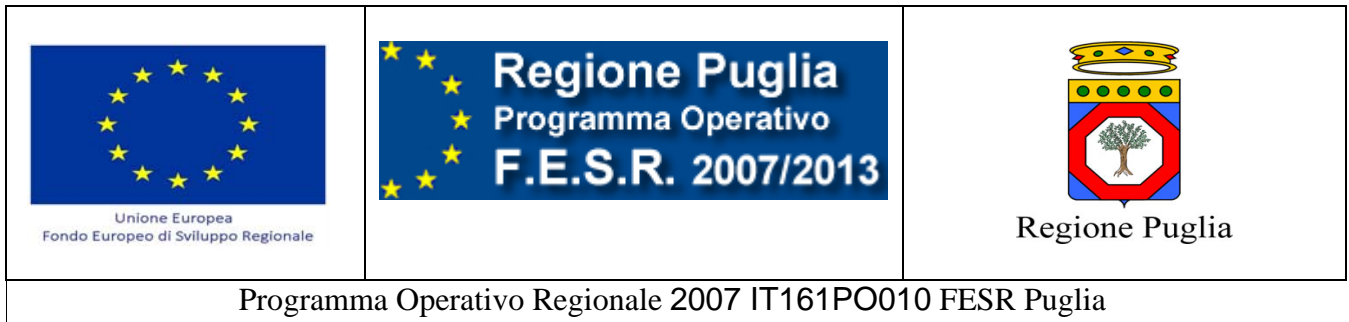 Unione Europea
Fondo Europeo di Sviluppo Regionale
Regione Puglia
Programma Operativo
F.E.S.R. 2007/2013
Regione Puglia
Programma Operativo Regionale 2007 IT161PO010 FESR Puglia